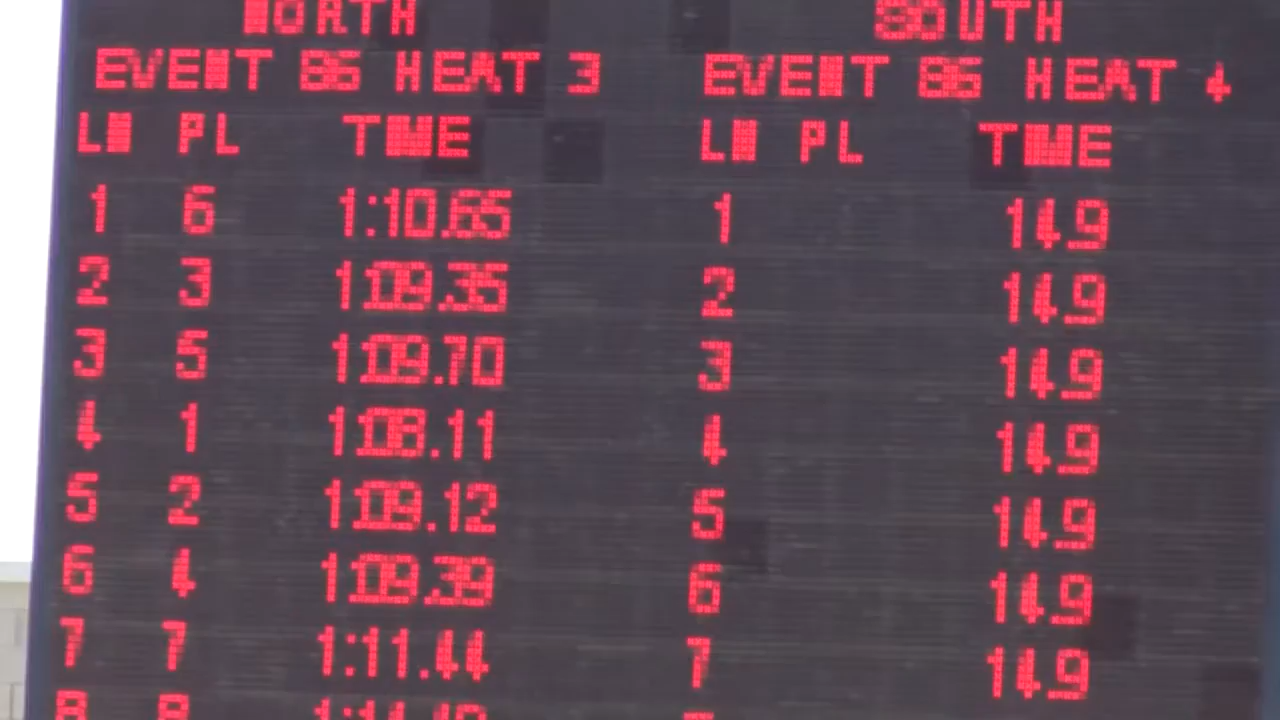 NORTH SOUTH
EVENT 86 HEAT 3 EVENT 86 HEAT 4
LN PL TIME LN PL TIME
1 6 1:10.65 1 14.9
2 3 1:09.35 2 14.9
3 5 1:09.70 3 14.9
4 1 1:08.11 4 14.9
5 2 1:09.12 5 14.9
6 4 1:09.39 6 14.9
7 7 1:11.44 7 14.9
8 8